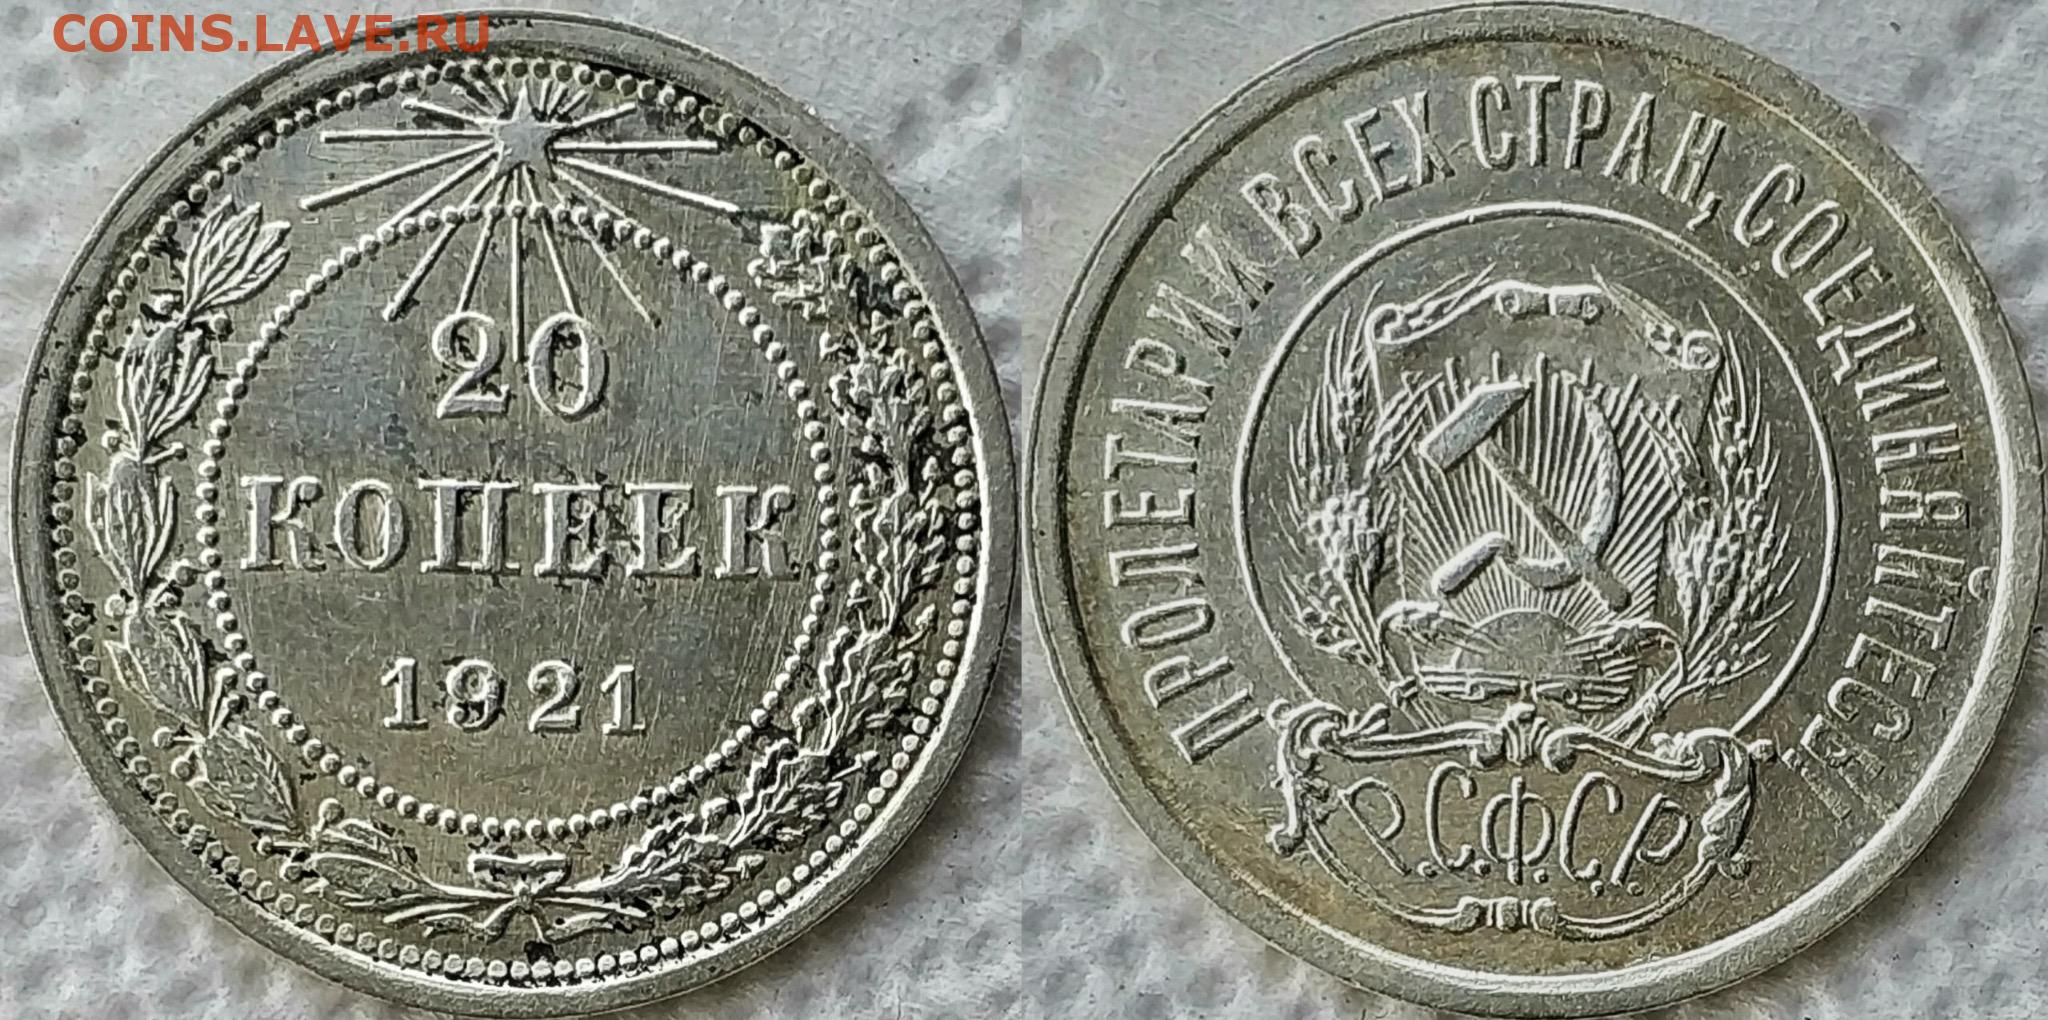 COINS.LAVE.RU
20
КОПЕЕК
1921
ПРОЛЕТАРИИ ВСЕХ СТРАН, СОЕДИНЯЙТЕСЬ!
Р.С.Ф.С.Р.